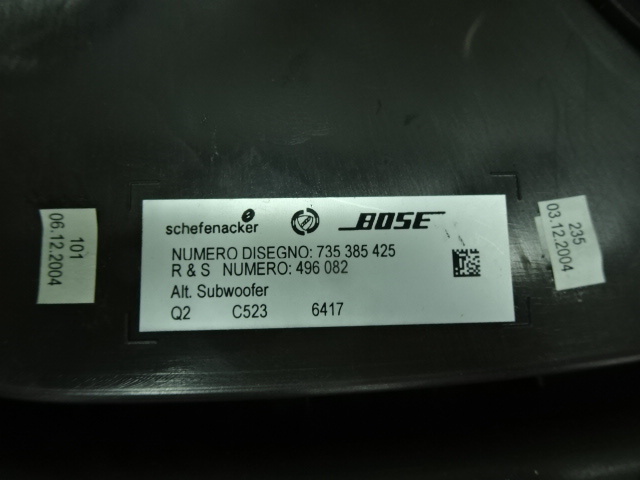 schefenacker BOSE
NUMERO DISEGNO: 735 385 425
R & S NUMERO: 496 082
Alt. Subwoofer
Q2 C523 6417
101
06.12.2004
235
03.12.2004